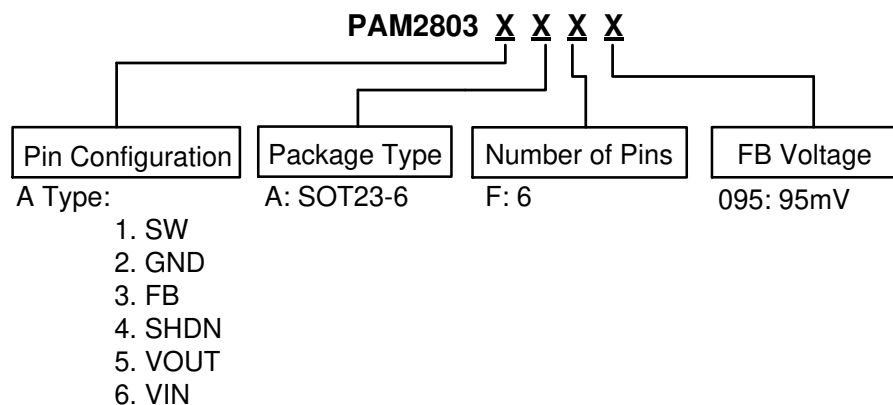 PAM2803 X X X X
Pin Configuration
Package Type
Number of Pins
FB Voltage
A Type:
A: SOT23-6
F: 6
095: 95mV
1. SW
2. GND
3. FB
4. SHDN
5. VOUT
6. VIN